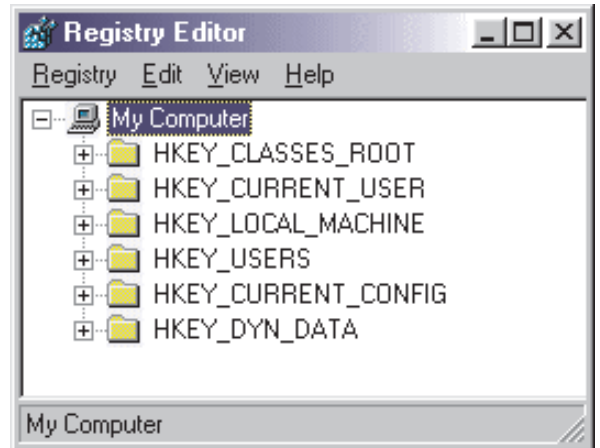 Registry Editor
Registry Edit View Help
My Computer
HKEY_CLASSES_ROOT
HKEY_CURRENT_USER
HKEY_LOCAL_MACHINE
HKEY_USERS
HKEY_CURRENT_CONFIG
HKEY_DYN_DATA
My Computer